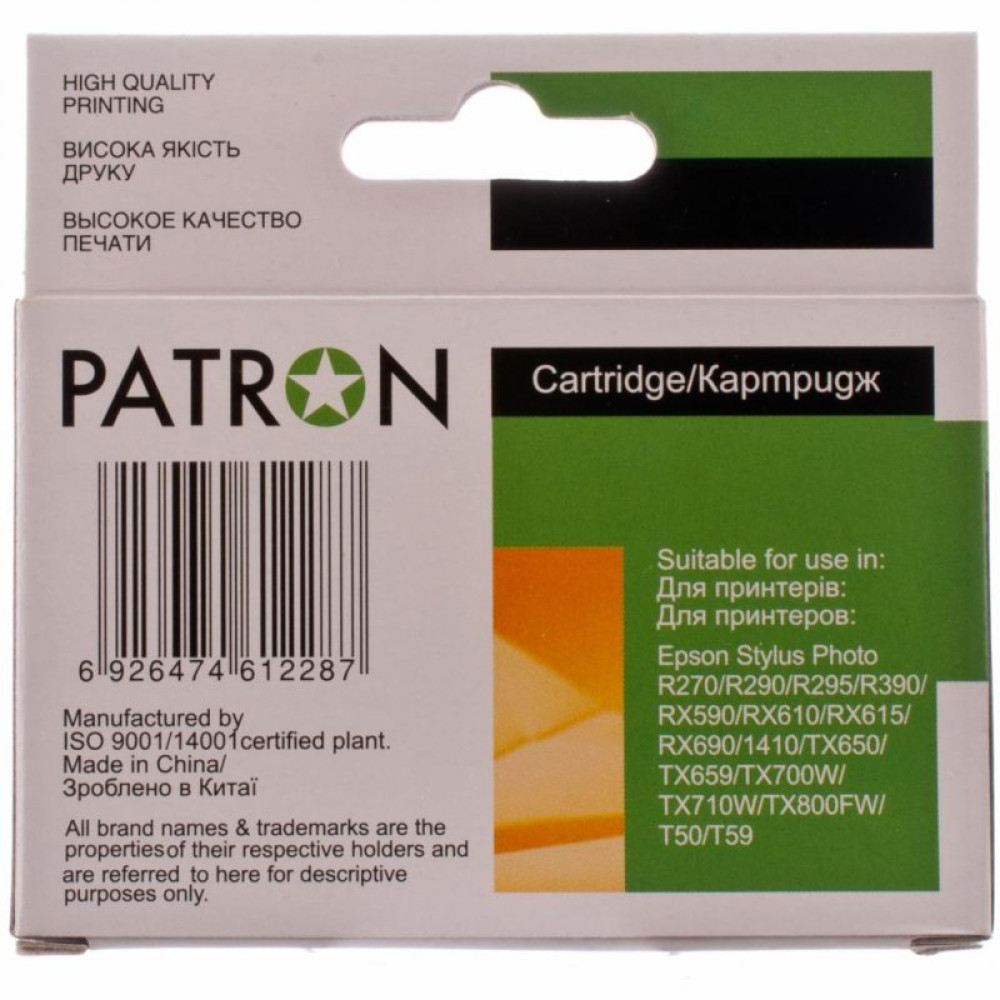 HIGH QUALITY
PRINTING
ВИСОКА ЯКІСТЬ
ДРУКУ
ВЫСОКОЕ КАЧЕСТВО
ПЕЧАТИ
PATRON
6 926474 612287
Manufactured by
ISO 9001/14001certified plant.
Made in China/
Зроблено в Китаї
All brand names & trademarks are the
properties of their respective holders and
are referred to here for descriptive
purposes only.
Cartridge/Картридж
Suitable for use in:
Для принтерів:
Для принтеров:
Epson Stylus Photo
R270/R290/R295/R390/
RX590/RX610/RX615/
RX690/1410/TX650/
TX659/TX700W/
TX710W/TX800FW/
T50/T59